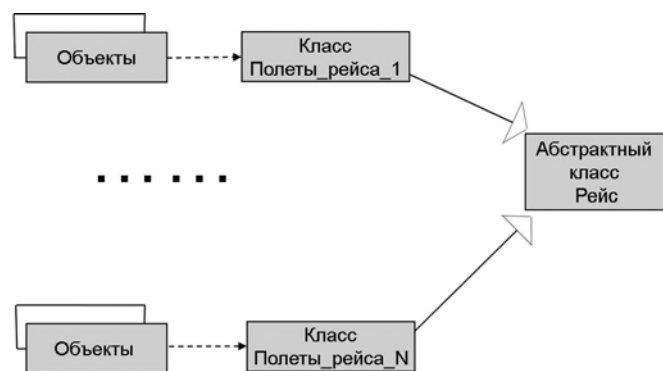 Объекты
Класс
Полеты_рейса_1
Абстрактный
класс
Рейс
Объекты
Класс
Полеты_рейса_N